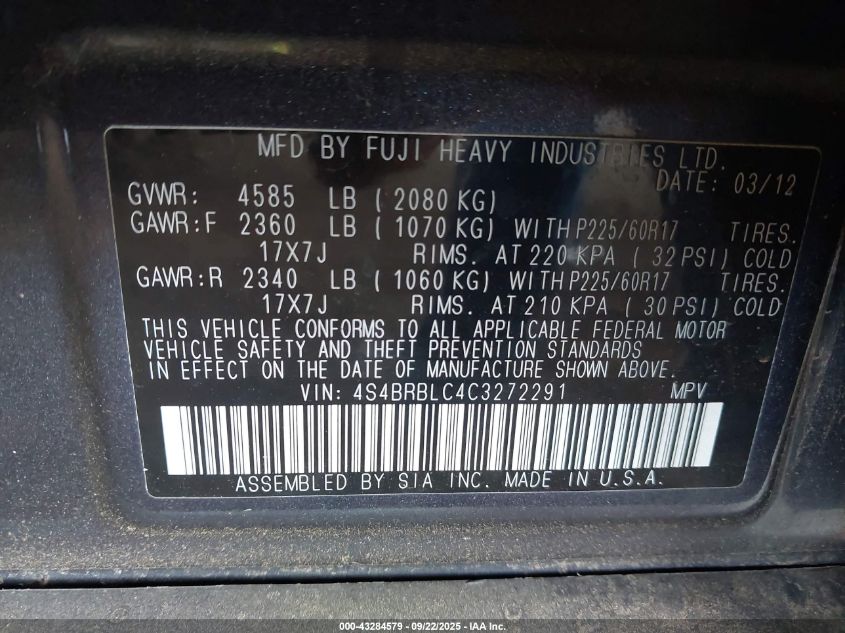 MFD BY FUJI HEAVY INDUSTRIES LTD.
DATE: 03/12
GVWR: 4585 LB ( 2080 KG)
GAWR:F 2360 LB ( 1070 KG) WITH P225/60R17 TIRES.
17X7J RIMS. AT 220 KPA ( 32 PSI) COLD
GAWR:R 2340 LB ( 1060 KG) WITH P225/60R17 TIRES.
17X7J RIMS. AT 210 KPA ( 30 PSI) COLD
THIS VEHICLE CONFORMS TO ALL APPLICABLE FEDERAL MOTOR
VEHICLE SAFETY AND THEFT PREVENTION STANDARDS
IN EFFECT ON THE DATE OF MANUFACTURE SHOWN ABOVE.
VIN: 4S4BRBLC4C3272291 MPV
ASSEMBLED BY SIA INC. MADE IN U.S.A.
000-43284579 - 09/22/2025 - IAA Inc.